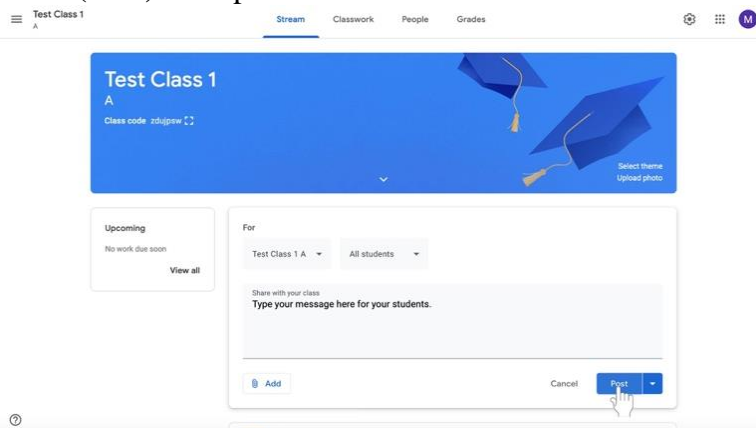 Test Class 1
A
Stream Classwork People Grades
M
Test Class 1
A
Class code zdujpsw
Select theme
Upload photo
Upcoming
No work due soon
View all
For
Test Class 1 A All students
Share with your class
Type your message here for your students.
Add Cancel Post